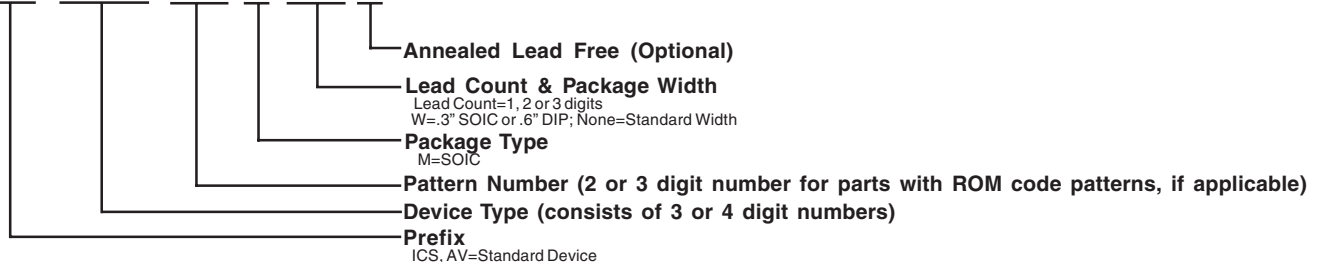 Annealed Lead Free (Optional)
Lead Count & Package Width
Lead Count=1, 2 or 3 digits
W=.3” SOIC or .6” DIP; None=Standard Width
Package Type
M=SOIC
Pattern Number (2 or 3 digit number for parts with ROM code patterns, if applicable)
Device Type (consists of 3 or 4 digit numbers)
Prefix
ICS, AV=Standard Device